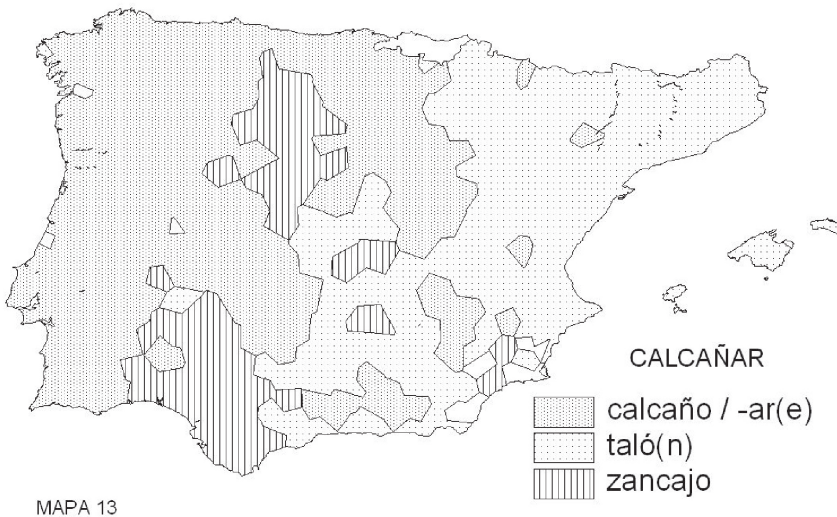 CALCAÑAR
calcaño / -ar(e)
taló(n)
zancajo
MAPA 13